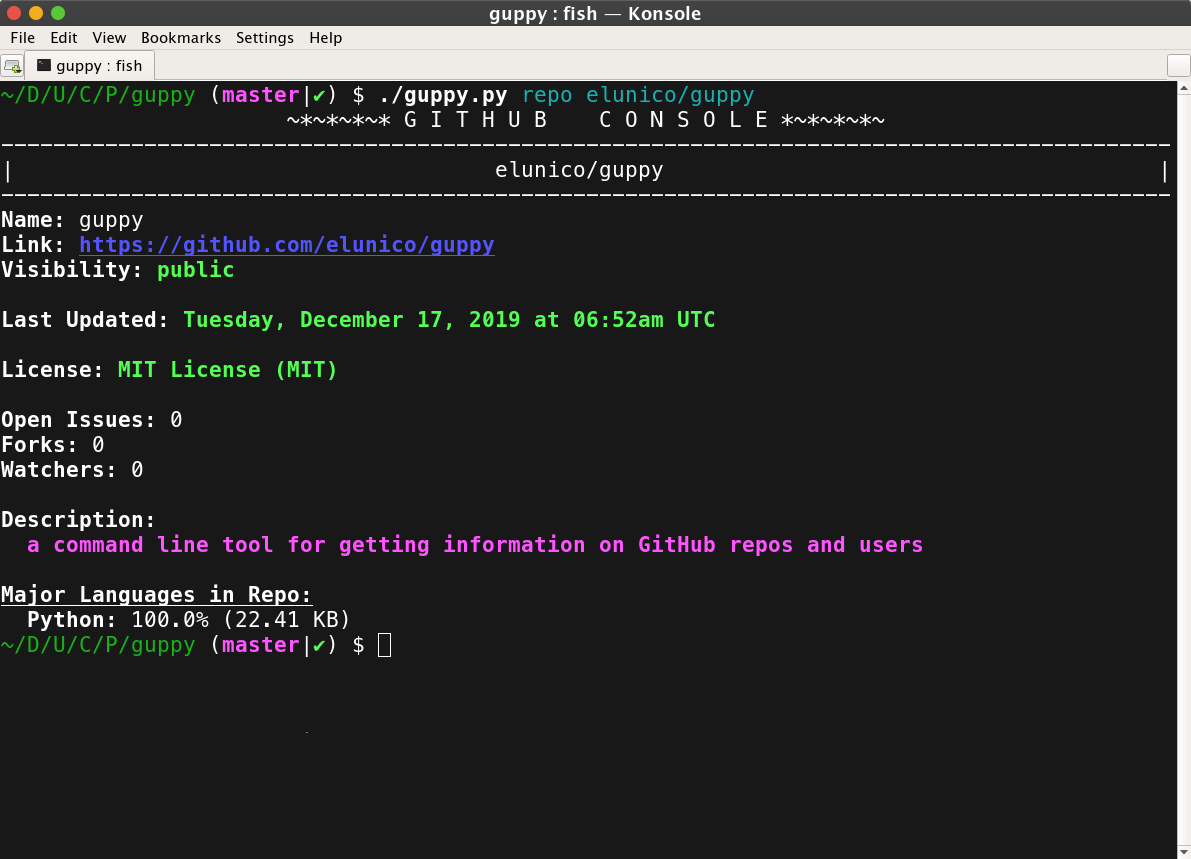 guppy : fish — Konsole
File Edit View Bookmarks Settings Help
guppy : fish
~/D/U/C/P/guppy (master|✔) $ ./guppy.py repo elunico/guppy
~*~*~*~* G I T H U B    C O N S O L E *~*~*~*~
------------------------------------------------------------------------------------------
|                                     elunico/guppy                                      |
------------------------------------------------------------------------------------------
Name: guppy
Link: https://github.com/elunico/guppy
Visibility: public
Last Updated: Tuesday, December 17, 2019 at 06:52am UTC
License: MIT License (MIT)
Open Issues: 0
Forks: 0
Watchers: 0
Description:
  a command line tool for getting information on GitHub repos and users
Major Languages in Repo:
  Python: 100.0% (22.41 KB)
~/D/U/C/P/guppy (master|✔) $